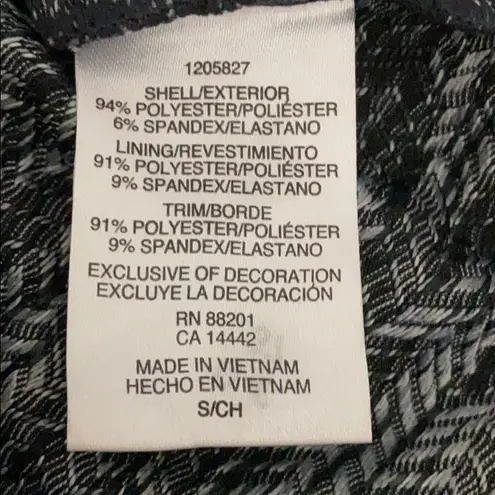 1205827
SHELL/EXTERIOR
94% POLYESTER/POLIÉSTER
6% SPANDEX/ELASTANO
LINING/REVESTIMIENTO
91% POLYESTER/POLIÉSTER
9% SPANDEX/ELASTANO
TRIM/BORDE
91% POLYESTER/POLIÉSTER
9% SPANDEX/ELASTANO
EXCLUSIVE OF DECORATION
EXCLUYE LA DECORACIÓN
RN 88201
CA 14442
MADE IN VIETNAM
HECHO EN VIETNAM
S/CH